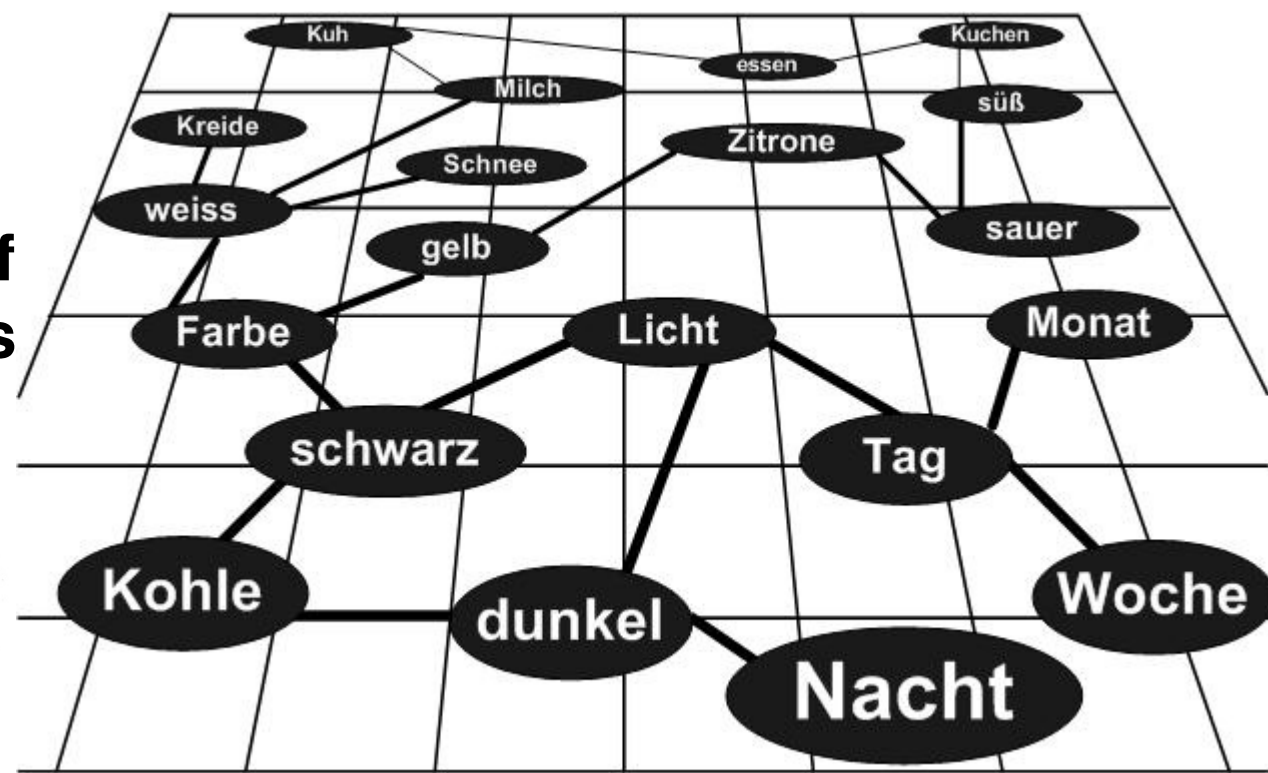 Kuh
Kuchen
essen
Milch
süß
Kreide
Zitrone
Schnee
weiss
sauer
gelb
f
Farbe
Licht
Monat
s
schwarz
Tag
Kohle
dunkel
Woche
Nacht